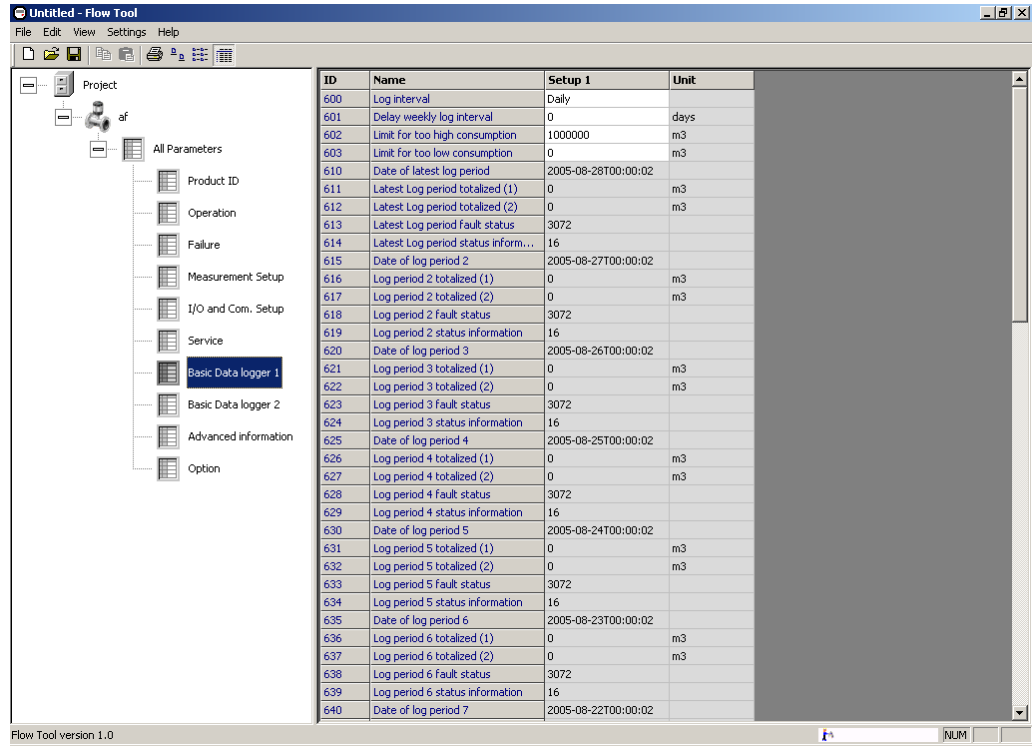 Untitled - Flow Tool
File Edit View Settings Help
Project
af
All Parameters
Product ID
Operation
Failure
Measurement Setup
I/O and Com. Setup
Service
Basic Data logger 1
Basic Data logger 2
Advanced information
Option
ID Name Setup 1 Unit
600 Log interval Daily
601 Delay weekly log interval 0 days
602 Limit for too high consumption 1000000 m3
603 Limit for too low consumption 0 m3
610 Date of latest log period 2005-08-28T00:00:02
611 Latest Log period totalized (1) 0 m3
612 Latest Log period totalized (2) 0 m3
613 Latest Log period fault status 3072
614 Latest Log period status inform... 16
615 Date of log period 2 2005-08-27T00:00:02
616 Log period 2 totalized (1) 0 m3
617 Log period 2 totalized (2) 0 m3
618 Log period 2 fault status 3072
619 Log period 2 status information 16
620 Date of log period 3 2005-08-26T00:00:02
621 Log period 3 totalized (1) 0 m3
622 Log period 3 totalized (2) 0 m3
623 Log period 3 fault status 3072
624 Log period 3 status information 16
625 Date of log period 4 2005-08-25T00:00:02
626 Log period 4 totalized (1) 0 m3
627 Log period 4 totalized (2) 0 m3
628 Log period 4 fault status 3072
629 Log period 4 status information 16
630 Date of log period 5 2005-08-24T00:00:02
631 Log period 5 totalized (1) 0 m3
632 Log period 5 totalized (2) 0 m3
633 Log period 5 fault status 3072
634 Log period 5 status information 16
635 Date of log period 6 2005-08-23T00:00:02
636 Log period 6 totalized (1) 0 m3
637 Log period 6 totalized (2) 0 m3
638 Log period 6 fault status 3072
639 Log period 6 status information 16
640 Date of log period 7 2005-08-22T00:00:02
Flow Tool version 1.0 NUM